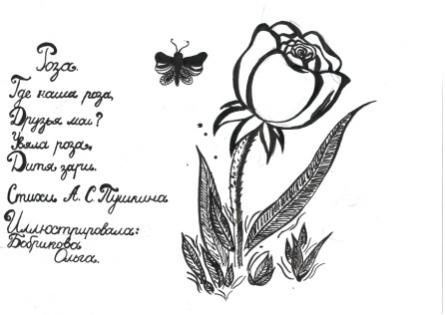 Роза.
Где наша роза,
Друзья мои?
Увяла роза,
Дитя зари.
Стихи А.С.Пушкина
Иллюстрировала:
Бобрикова
Ольга.